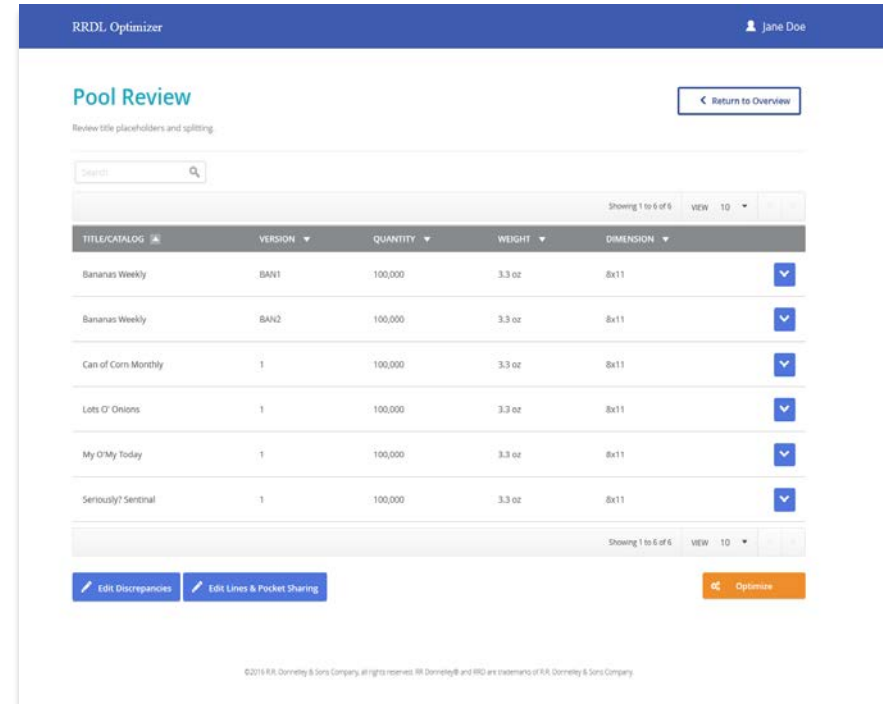 RRDL Optimizer
Jane Doe
Pool Review
Return to Overview
Review title placeholders and splitting.
Search
Showing 1 to 6 of 6 VIEW 10
TITLE/CATALOG VERSION QUANTITY WEIGHT DIMENSION
Bananas Weekly BAN1 100,000 3.3 oz 8x11
Bananas Weekly BAN2 100,000 3.3 oz 8x11
Can of Corn Monthly 1 100,000 3.3 oz 8x11
Lots O' Onions 1 100,000 3.3 oz 8x11
My O'My Today 1 100,000 3.3 oz 8x11
Seriously? Sentinal 1 100,000 3.3 oz 8x11
Showing 1 to 6 of 6 VIEW 10
Edit Discrepancies Edit Lines & Pocket Sharing Optimize
©2016 R.R. Donnelley & Sons Company, all rights reserved. RR Donnelley® and RRD are trademarks of R.R. Donnelley & Sons Company.